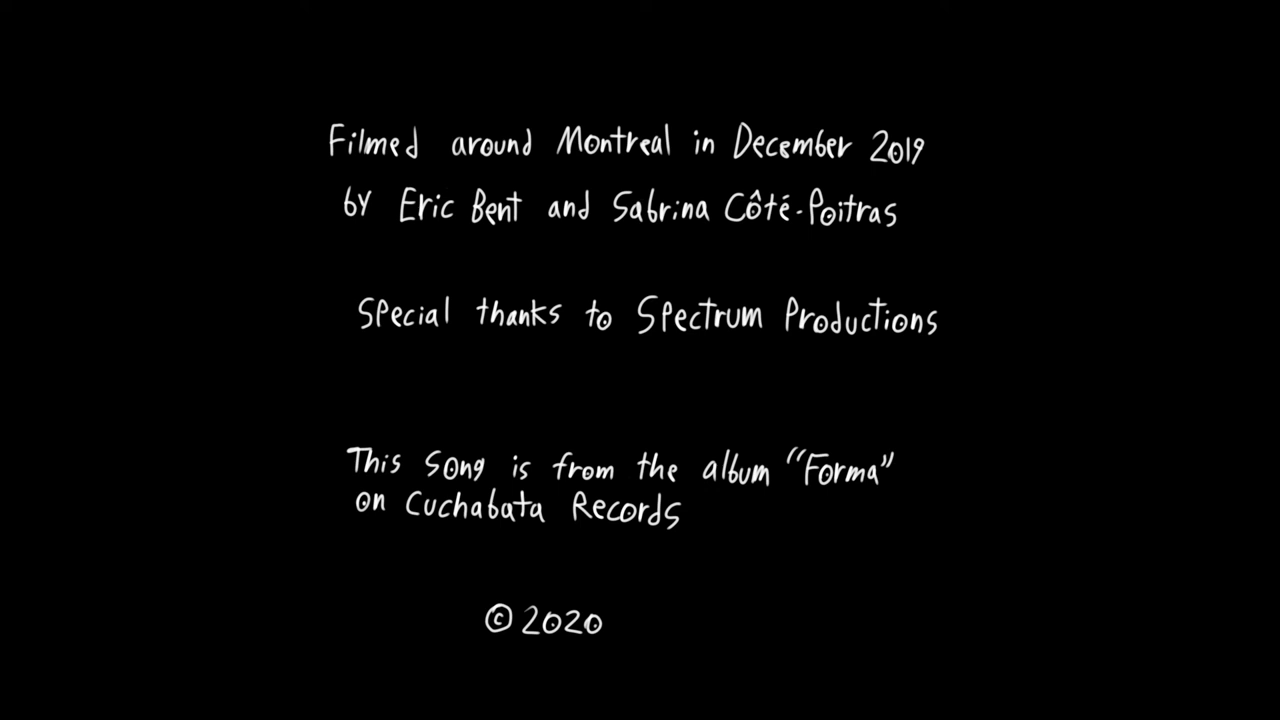 Filmed around Montreal in December 2019
by Eric Bent and Sabrina Côté-Poitras
Special thanks to Spectrum Productions
This song is from the album "Forma"
on Cuchabata Records
© 2020